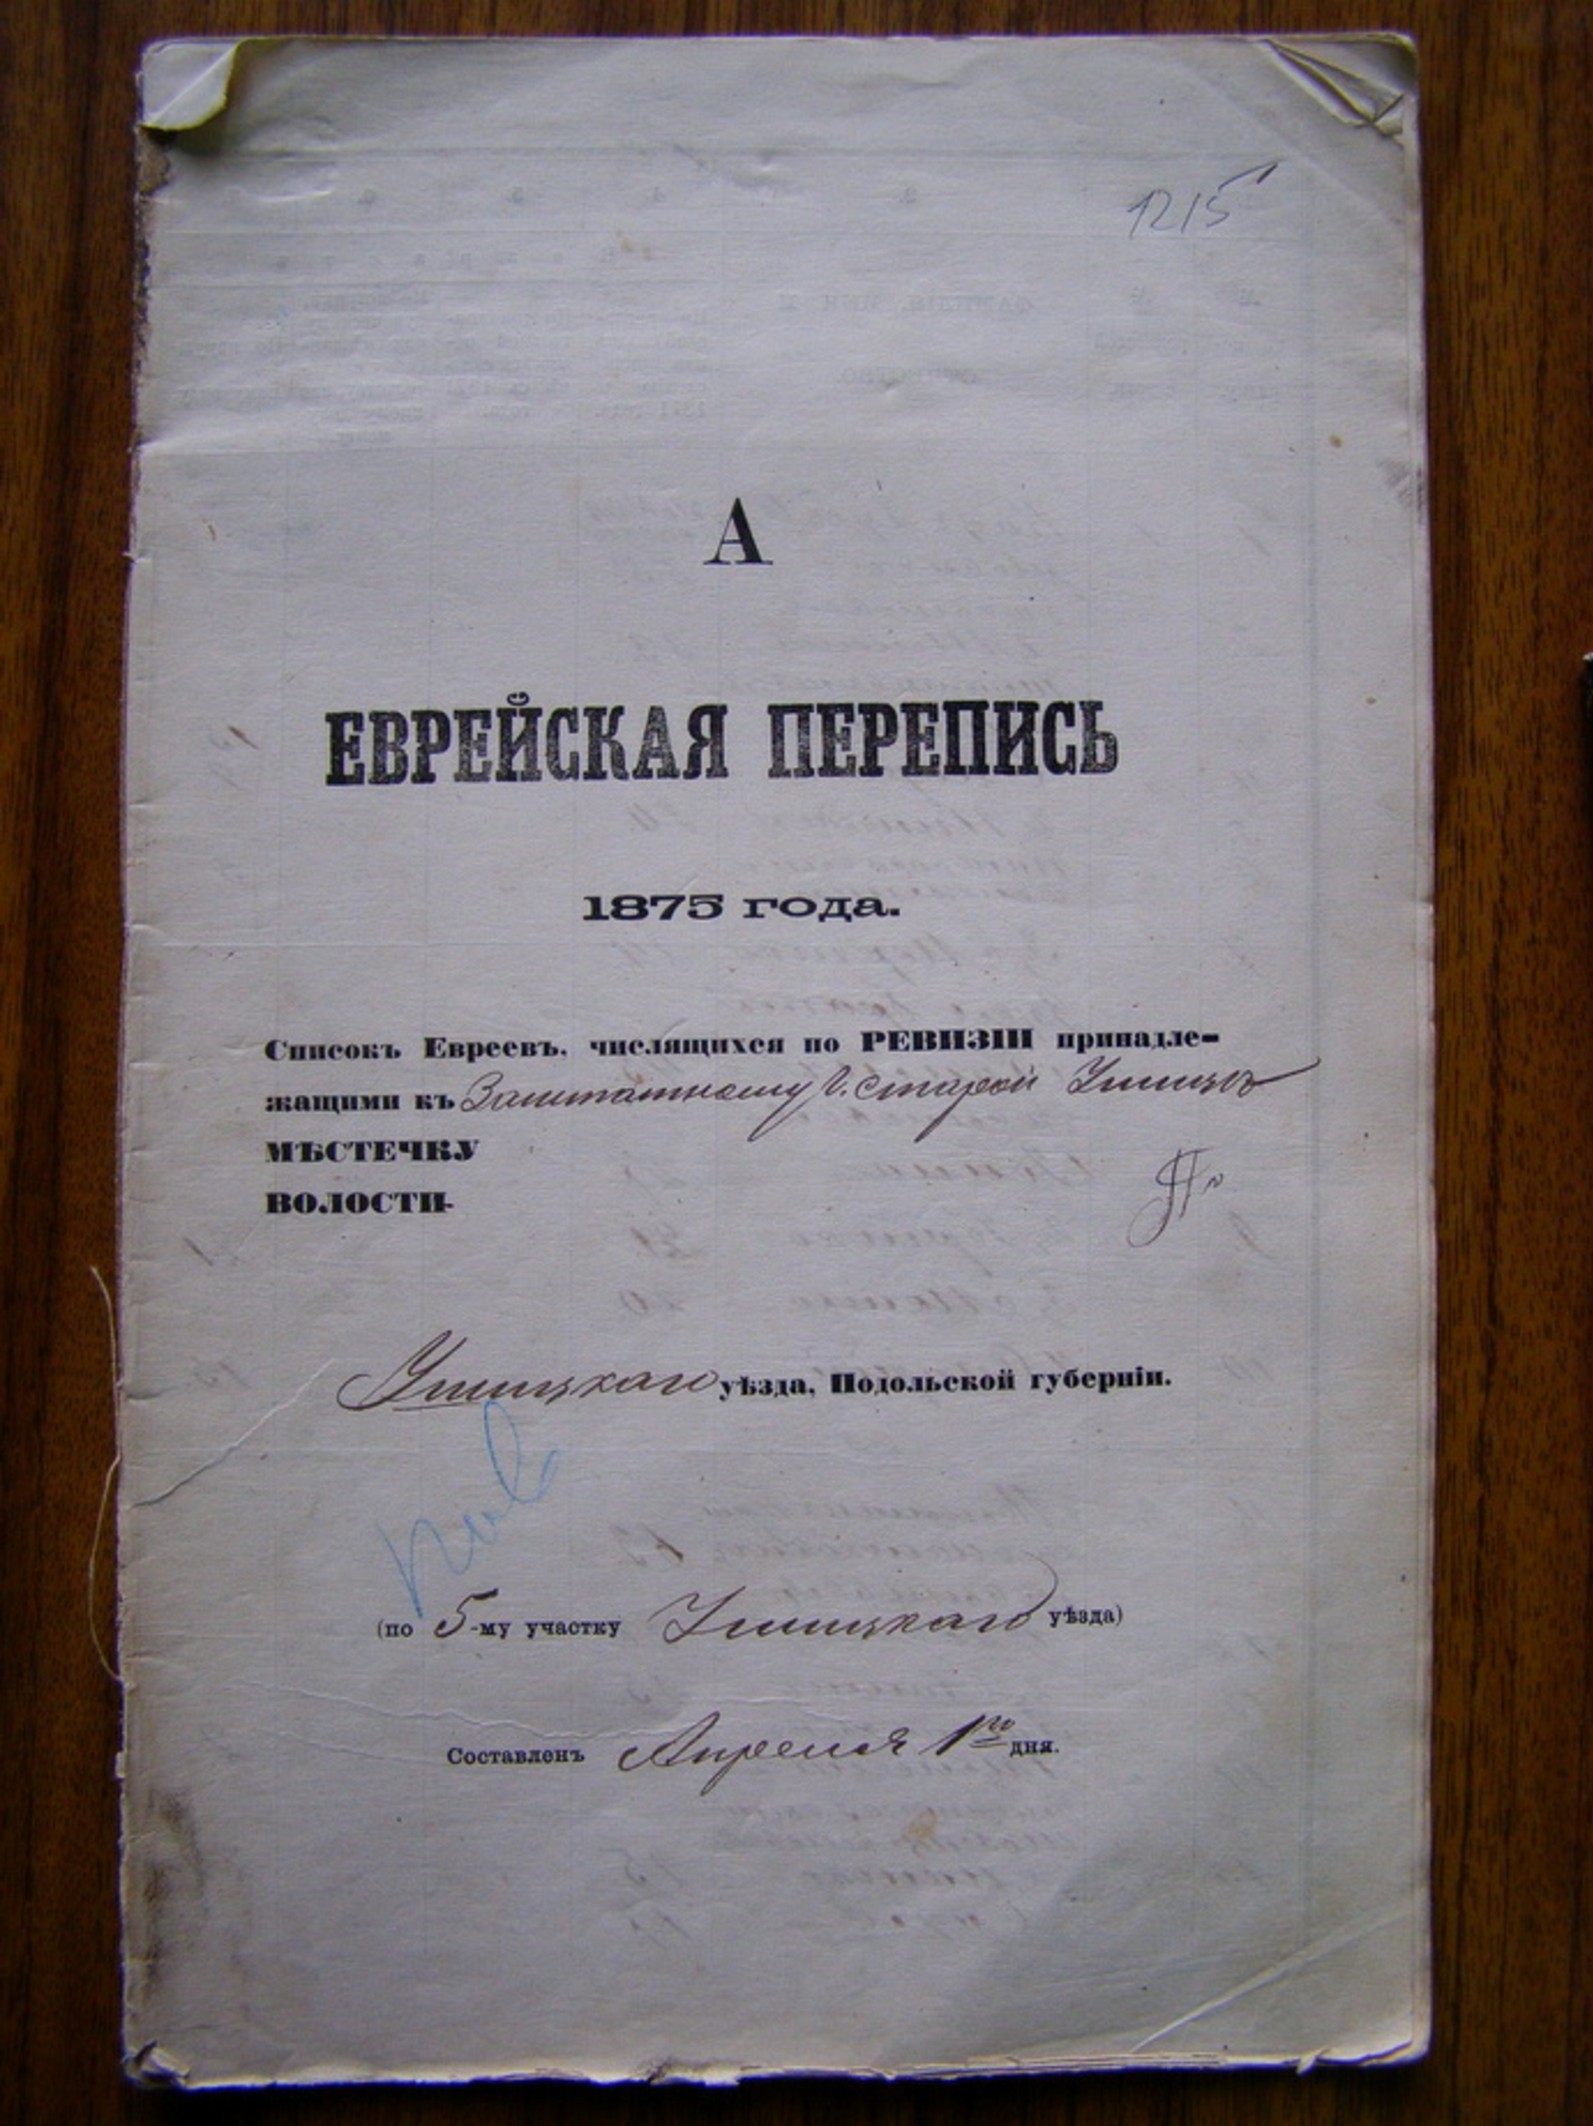 1215
А
ЕВРЕЙСКАЯ ПЕРЕПИСЬ
1875 года.
Списокъ Евреевъ, числящихся по РЕВИЗІИ принадле-
жащими къ Заштатному г. Старой Ушицѣ
МѢСТЕЧКУ
ВОЛОСТИ
Ушицкаго уѣзда, Подольской губерніи.
(по 5-му участку Ушицкаго уѣзда)
Составленъ Апреля 1го дня.